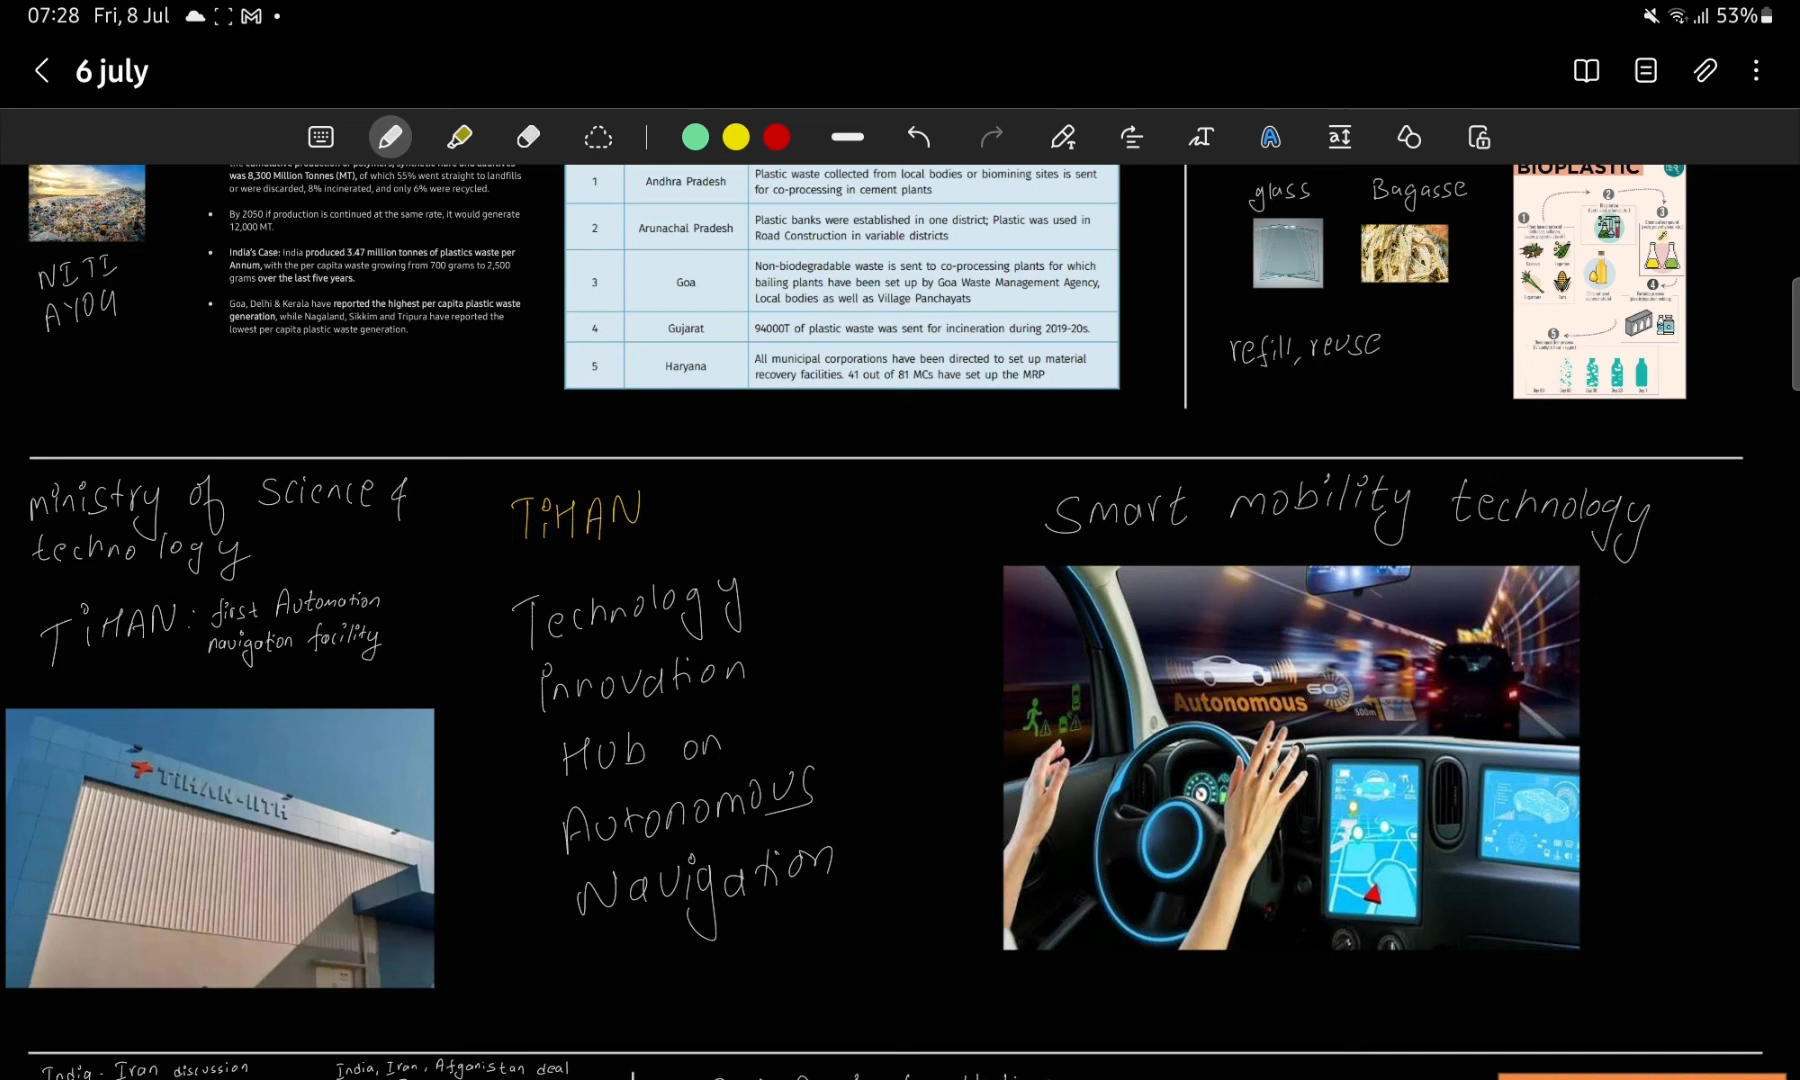 07:28 Fri, 8 Jul
53%
6 july
was 8,300 Million Tonnes (MT), of which 55% went straight to landfills
or were discarded, 8% incinerated, and only 6% were recycled.
• By 2050 if production is continued at the same rate, it would generate
12,000 MT.
• India's Case: India produced 3.47 million tonnes of plastics waste per
Annum, with the per capita waste growing from 700 grams to 2,500
grams over the last five years.
• Goa, Delhi & Kerala have reported the highest per capita plastic waste
generation, while Nagaland, Sikkim and Tripura have reported the
lowest per capita plastic waste generation.
NITI
AYOG
1 Andhra Pradesh Plastic waste collected from local bodies or biomining sites is sent
for co-processing in cement plants
2 Arunachal Pradesh Plastic banks were established in one district; Plastic was used in
Road Construction in variable districts
3 Goa Non-biodegradable waste is sent to co-processing plants for which
bailing plants have been set up by Goa Waste Management Agency,
Local bodies as well as Village Panchayats
4 Gujarat 94000T of plastic waste was sent for incineration during 2019-20s.
5 Haryana All municipal corporations have been directed to set up material
recovery facilities. 41 out of 81 MCs have set up the MRP
glass Bagasse
refill, reuse
BIOPLASTIC
1
2
3
4
5
ministry of Science &
technology
TiHAN: first Automation
navigation facility
TiHAN-IITH
TiHAN
Technology
innovation
Hub on
Autonomous
Navigation
Smart mobility technology
Autonomous
60
500m
India - Iran discussion
India, Iran, Afganistan deal